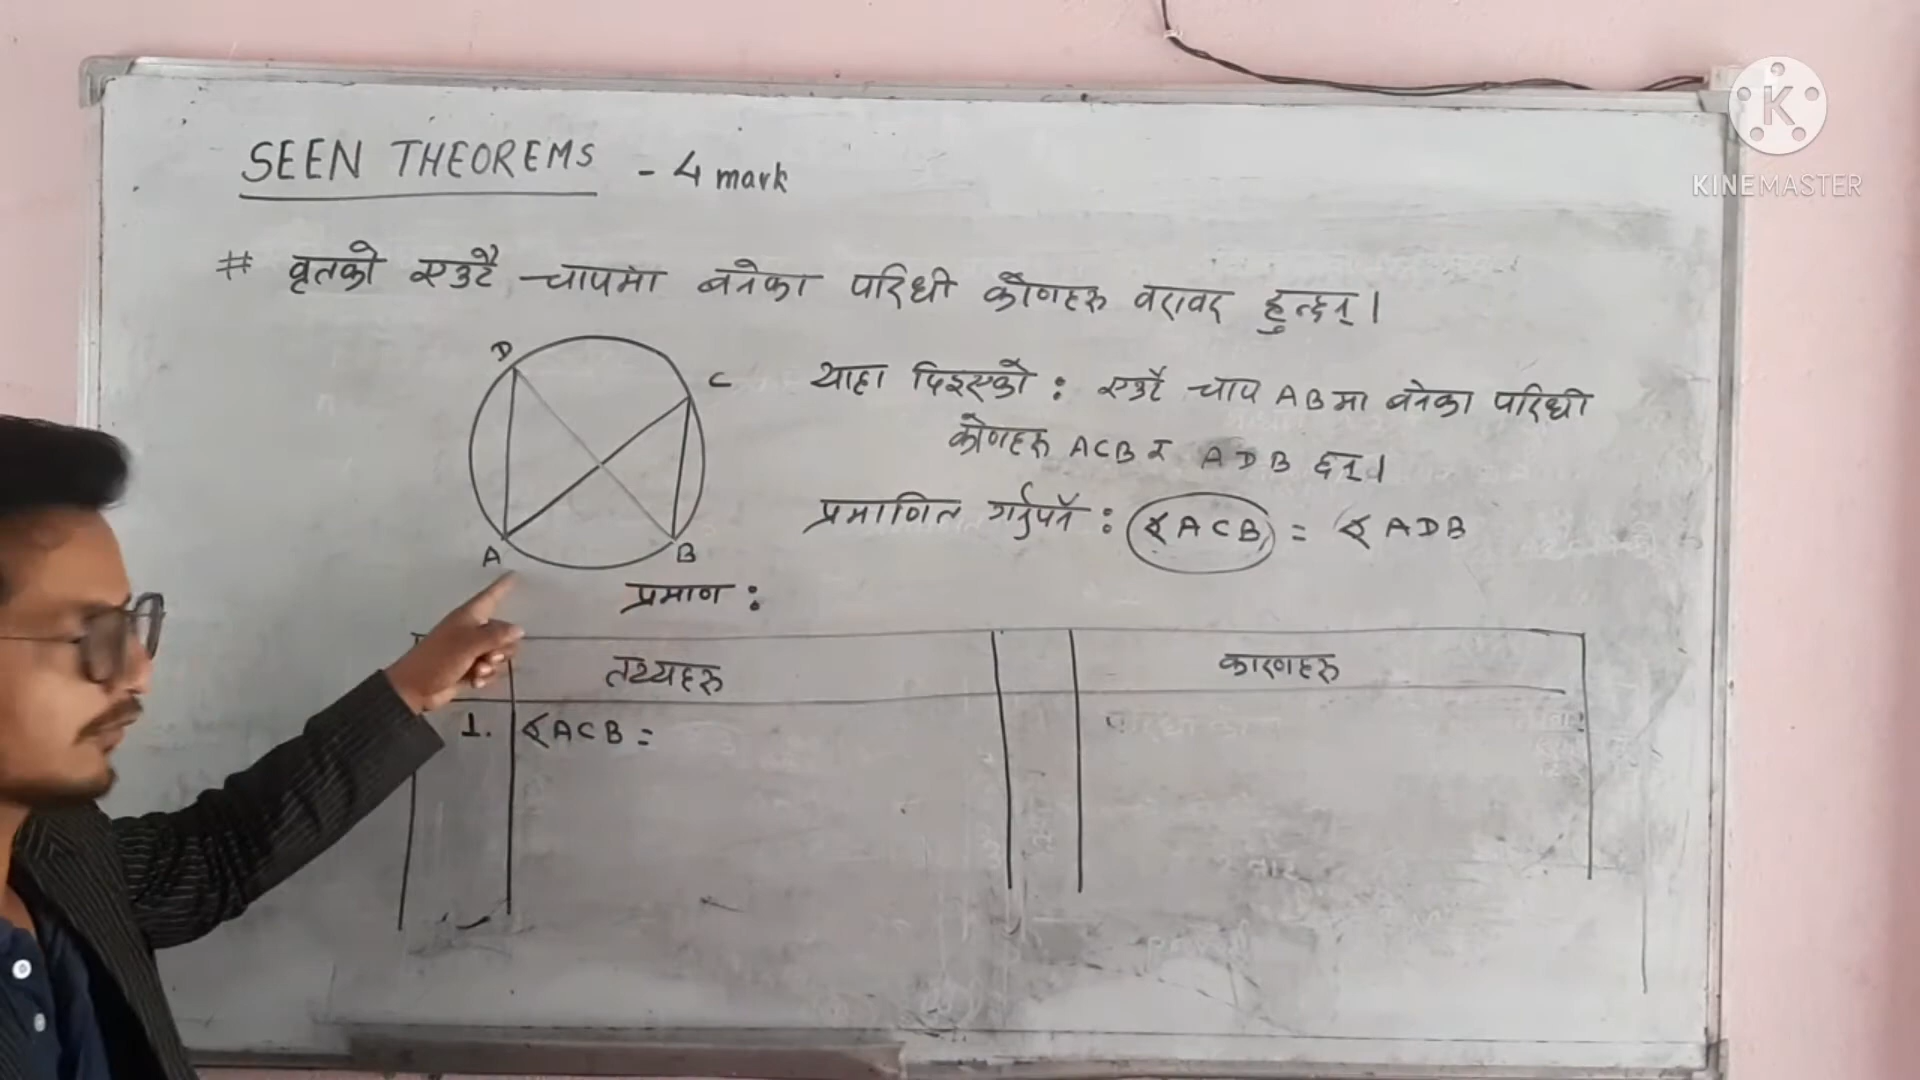 SEEN THEOREMS - 4 mark
# वृतको एउटै चापमा बनेका परिधी कोणहरु बराबर हुन्छन् ।
D
C
A
B
याहा दिइएको : एउटै चाप AB मा बनेका परिधी
कोणहरु ACB र ADB छन् ।
प्रमाणित गर्नुपर्ने : ∢ACB = ∢ADB
प्रमाण :
तथ्यहरु
कारणहरु
1. ∢ACB =
K
KINEMASTER